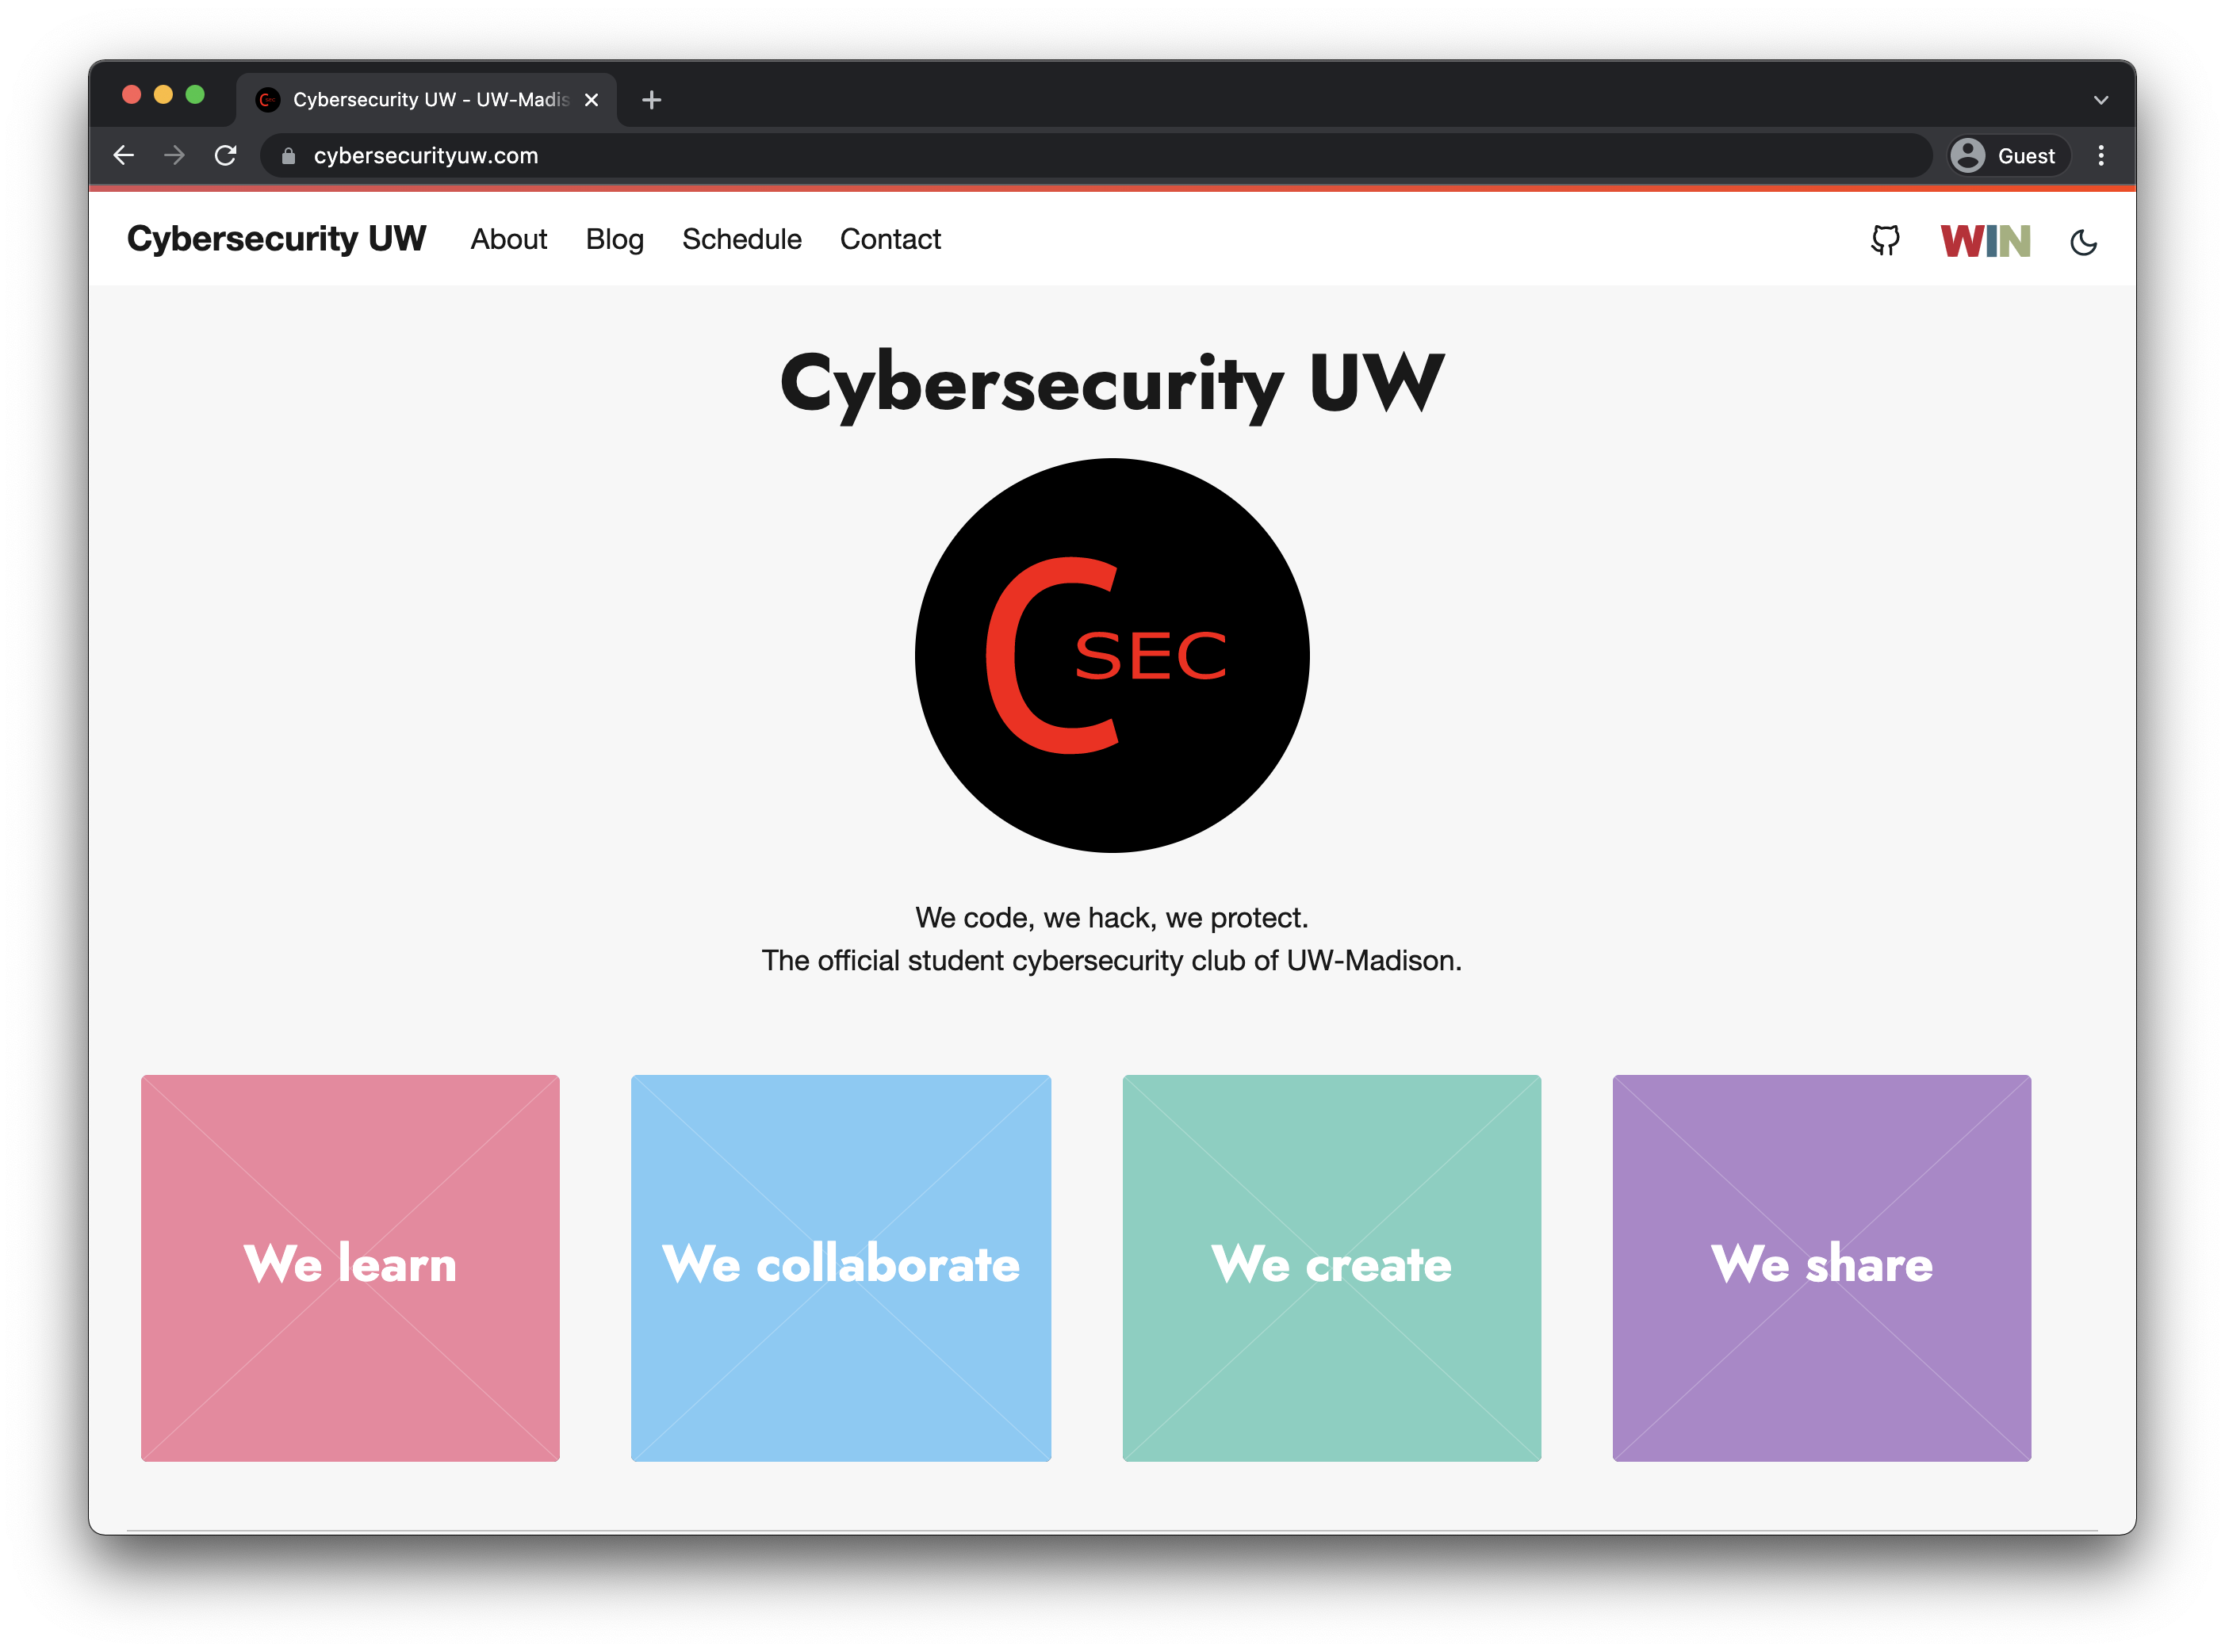 Cybersecurity UW - UW-Madis
cybersecurityuw.com
Guest
Cybersecurity UW About Blog Schedule Contact WIN
Cybersecurity UW
C SEC
We code, we hack, we protect.
The official student cybersecurity club of UW-Madison.
We learn
We collaborate
We create
We share